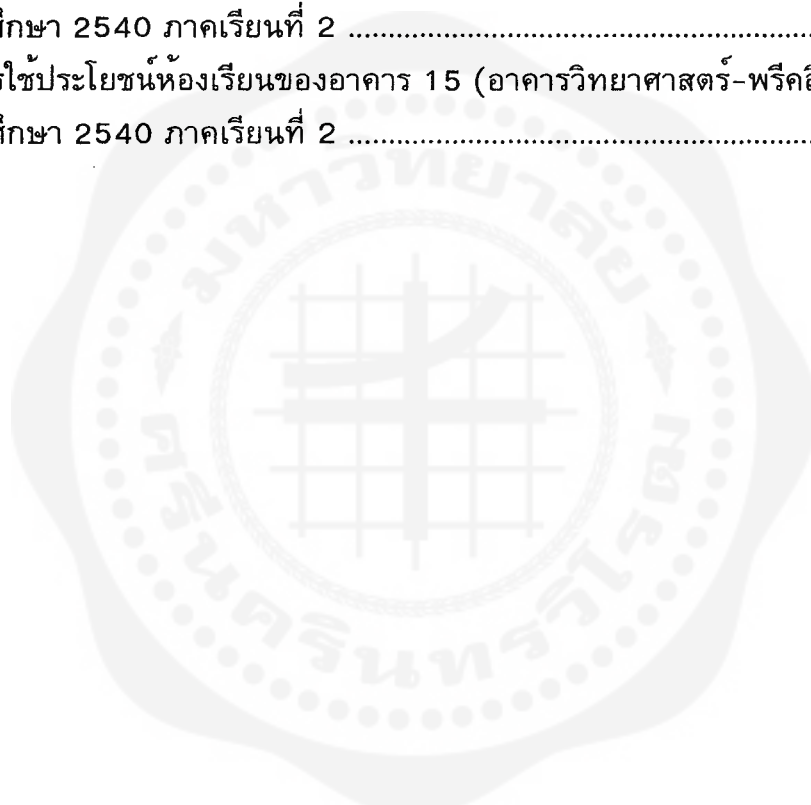 ศึกษา 2540 ภาคเรียนที่ 2 ........................................................
รใช้ประโยชน์ห้องเรียนของอาคาร 15 (อาคารวิทยาศาสตร์-พรีคลิ
ศึกษา 2540 ภาคเรียนที่ 2 ........................................................
มหาวิทยาลัย
ศรีนครินทรวิโรฒ